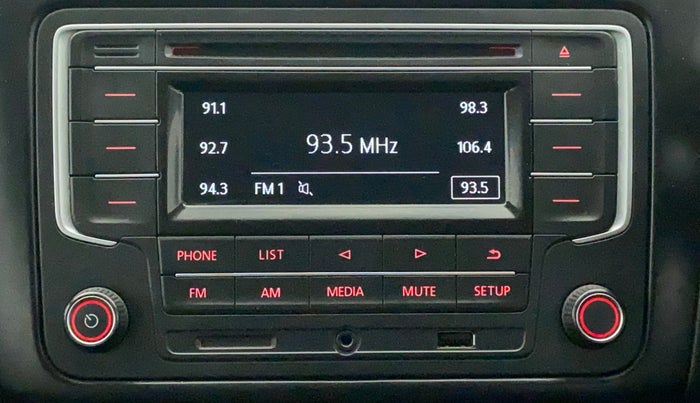 91.1 98.3
93.5 MHz
92.7 106.4
94.3 FM 1 93.5
PHONE LIST
FM AM MEDIA MUTE SETUP